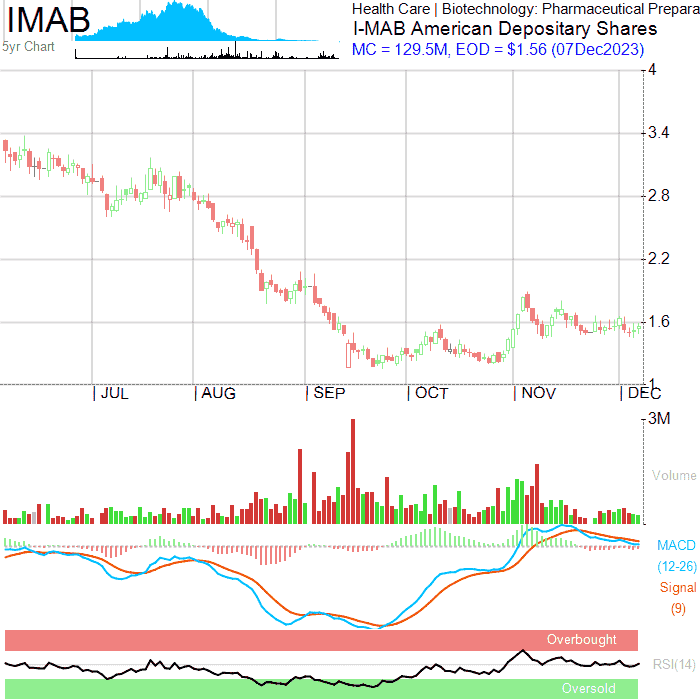 IMAB
5yr Chart
Health Care | Biotechnology: Pharmaceutical Prepara
I-MAB American Depositary Shares
MC = 129.5M, EOD = $1.56 (07Dec2023)
4
3.4
2.8
2.2
1.6
1
JUL AUG SEP OCT NOV DEC
3M
Volume
MACD
(12-26)
Signal
(9)
Overbought
RSI(14)
Oversold